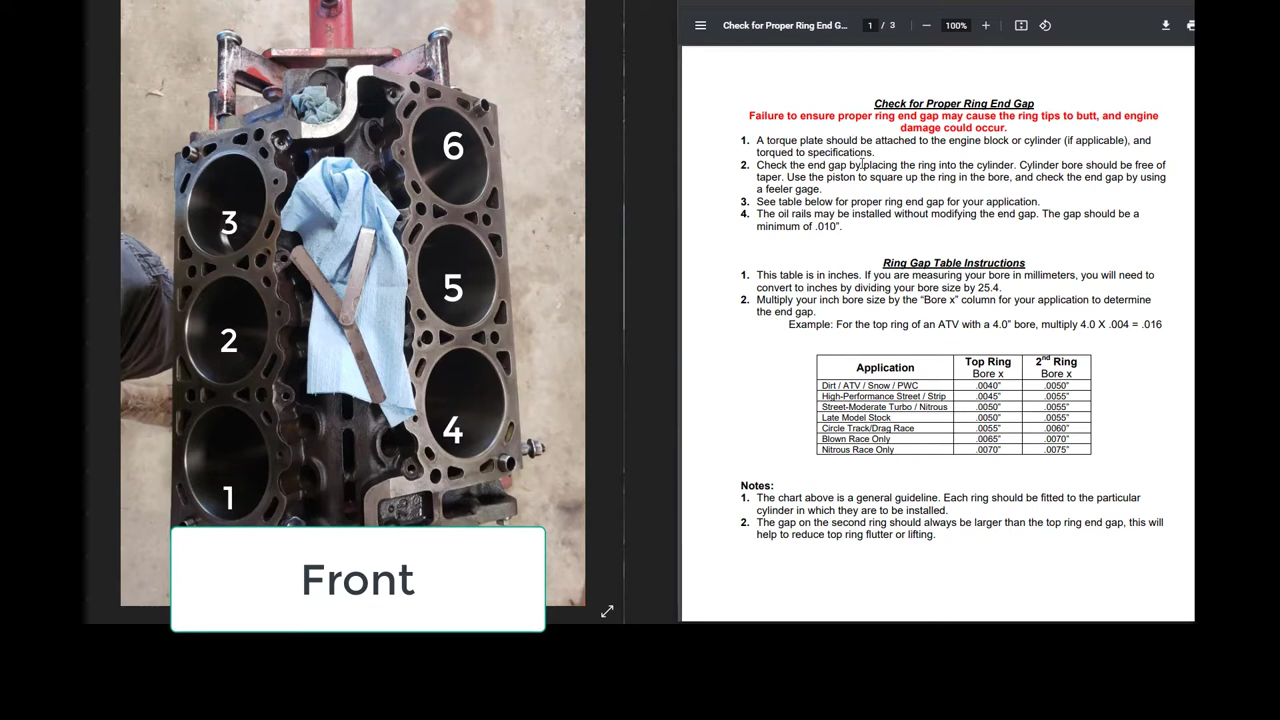 6
3
5
2
4
1
Front
Check for Proper Ring End G...
1 / 3
100%
Check for Proper Ring End Gap
Failure to ensure proper ring end gap may cause the ring tips to butt, and engine
damage could occur.
1. A torque plate should be attached to the engine block or cylinder (if applicable), and
torqued to specifications.
2. Check the end gap by placing the ring into the cylinder. Cylinder bore should be free of
taper. Use the piston to square up the ring in the bore, and check the end gap by using
a feeler gage.
3. See table below for proper ring end gap for your application.
4. The oil rails may be installed without modifying the end gap. The gap should be a
minimum of .010”.
Ring Gap Table Instructions
1. This table is in inches. If you are measuring your bore in millimeters, you will need to
convert to inches by dividing your bore size by 25.4.
2. Multiply your inch bore size by the “Bore x” column for your application to determine
the end gap.
Example: For the top ring of an ATV with a 4.0” bore, multiply 4.0 X .004 = .016
Application Top Ring Bore x 2nd Ring Bore x
Dirt / ATV / Snow / PWC .0040” .0050”
High-Performance Street / Strip .0045” .0055”
Street-Moderate Turbo / Nitrous .0050” .0055”
Late Model Stock .0050” .0055”
Circle Track/Drag Race .0055” .0060”
Blown Race Only .0065” .0070”
Nitrous Race Only .0070” .0075”
Notes:
1. The chart above is a general guideline. Each ring should be fitted to the particular
cylinder in which they are to be installed.
2. The gap on the second ring should always be larger than the top ring end gap, this will
help to reduce top ring flutter or lifting.